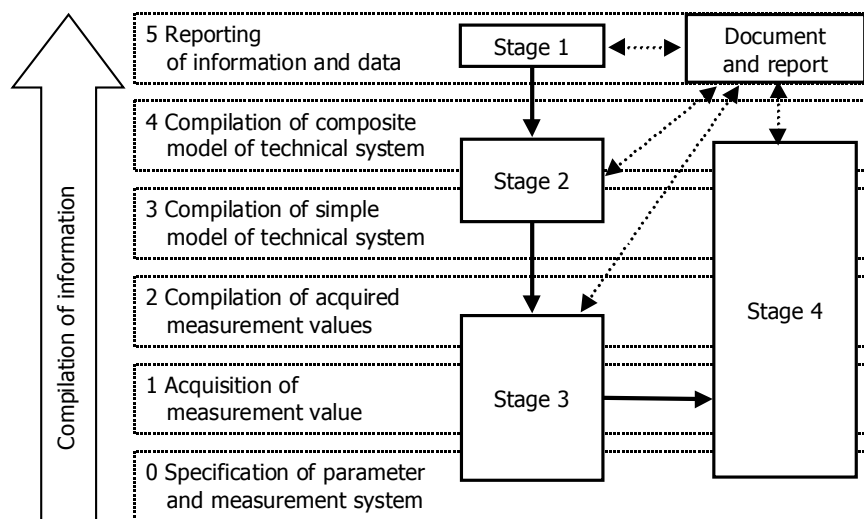 Compilation of information
5 Reporting
of information and data
Stage 1
Document
and report
4 Compilation of composite
model of technical system
Stage 2
3 Compilation of simple
model of technical system
2 Compilation of acquired
measurement values
Stage 4
1 Acquisition of
measurement value
Stage 3
0 Specification of parameter
and measurement system